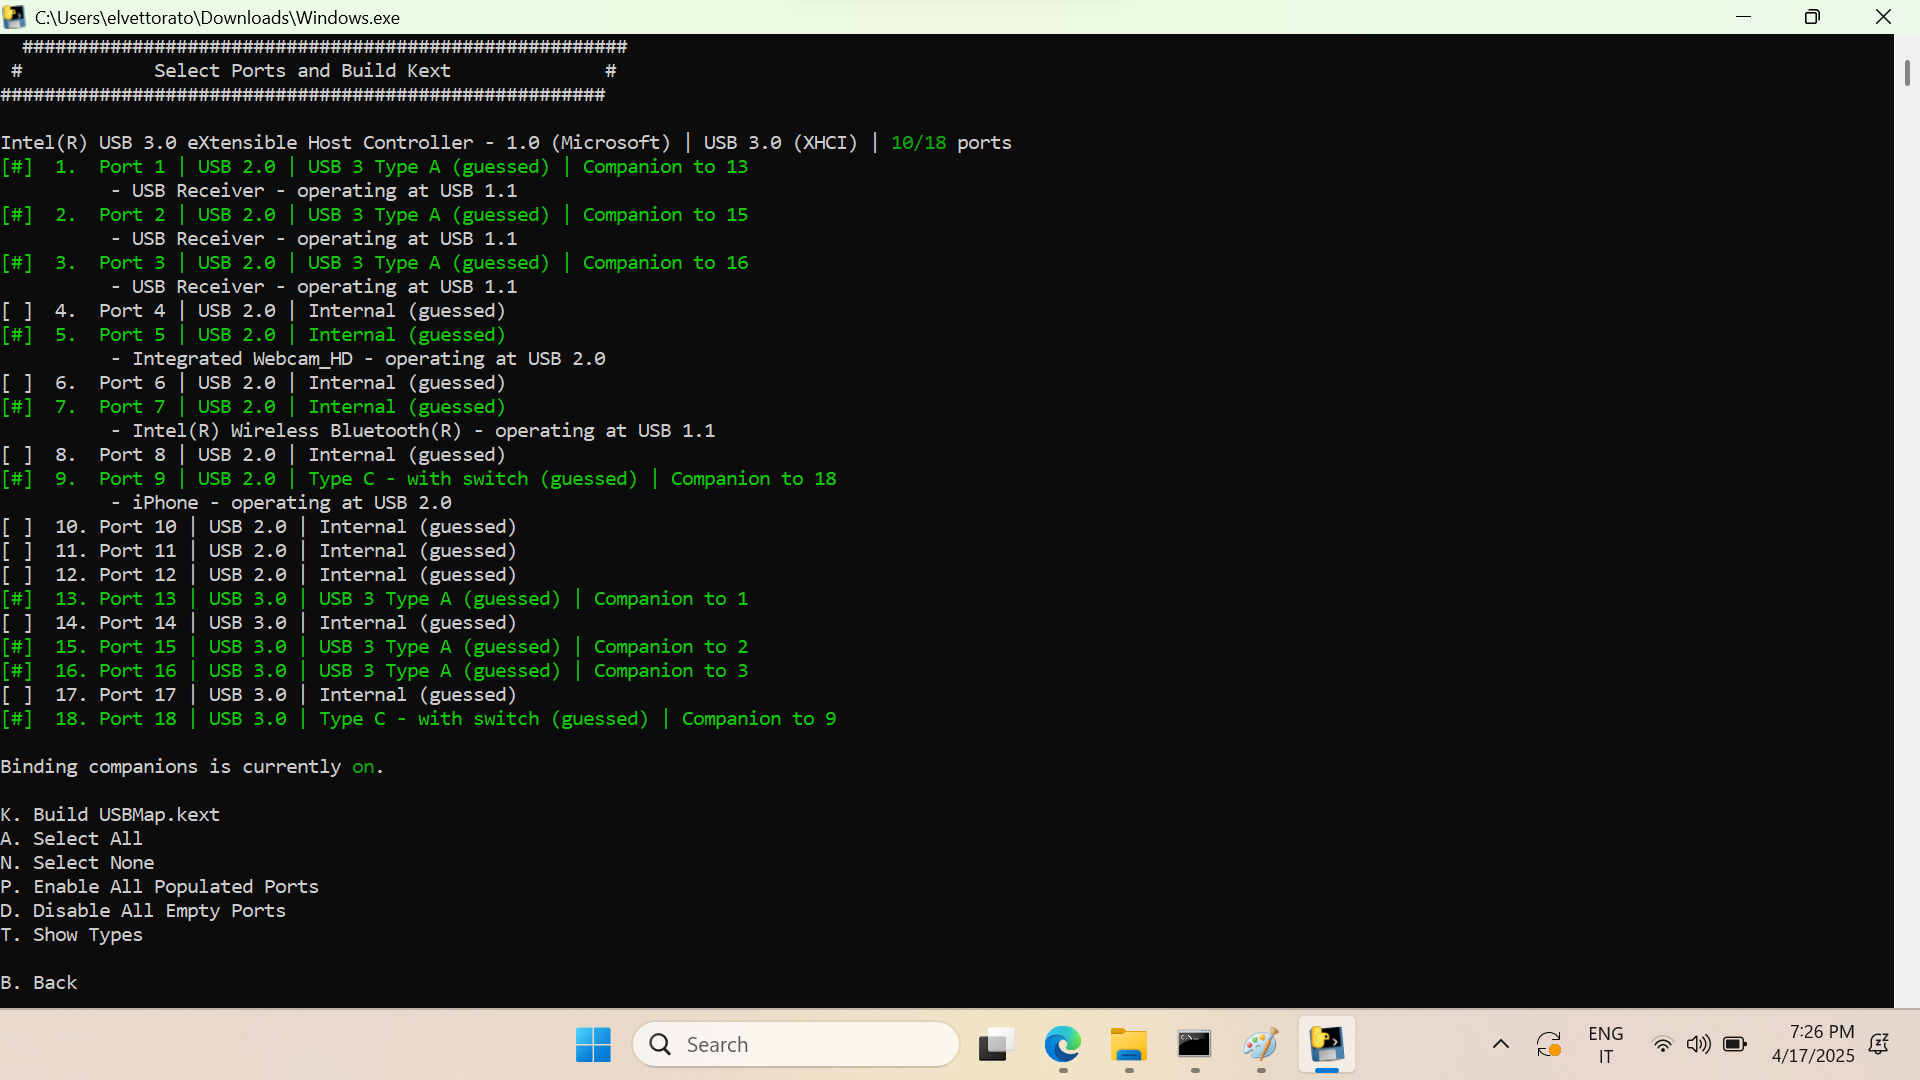 C:\Users\elvettorato\Downloads\Windows.exe
#######################################################
# Select Ports and Build Kext #
#######################################################
Intel(R) USB 3.0 eXtensible Host Controller - 1.0 (Microsoft) | USB 3.0 (XHCI) | 10/18 ports
[#] 1. Port 1 | USB 2.0 | USB 3 Type A (guessed) | Companion to 13
- USB Receiver - operating at USB 1.1
[#] 2. Port 2 | USB 2.0 | USB 3 Type A (guessed) | Companion to 15
- USB Receiver - operating at USB 1.1
[#] 3. Port 3 | USB 2.0 | USB 3 Type A (guessed) | Companion to 16
- USB Receiver - operating at USB 1.1
[ ] 4. Port 4 | USB 2.0 | Internal (guessed)
[#] 5. Port 5 | USB 2.0 | Internal (guessed)
- Integrated Webcam_HD - operating at USB 2.0
[ ] 6. Port 6 | USB 2.0 | Internal (guessed)
[#] 7. Port 7 | USB 2.0 | Internal (guessed)
- Intel(R) Wireless Bluetooth(R) - operating at USB 1.1
[ ] 8. Port 8 | USB 2.0 | Internal (guessed)
[#] 9. Port 9 | USB 2.0 | Type C - with switch (guessed) | Companion to 18
- iPhone - operating at USB 2.0
[ ] 10. Port 10 | USB 2.0 | Internal (guessed)
[ ] 11. Port 11 | USB 2.0 | Internal (guessed)
[ ] 12. Port 12 | USB 2.0 | Internal (guessed)
[#] 13. Port 13 | USB 3.0 | USB 3 Type A (guessed) | Companion to 1
[ ] 14. Port 14 | USB 3.0 | Internal (guessed)
[#] 15. Port 15 | USB 3.0 | USB 3 Type A (guessed) | Companion to 2
[#] 16. Port 16 | USB 3.0 | USB 3 Type A (guessed) | Companion to 3
[ ] 17. Port 17 | USB 3.0 | Internal (guessed)
[#] 18. Port 18 | USB 3.0 | Type C - with switch (guessed) | Companion to 9
Binding companions is currently on.
K. Build USBMap.kext
A. Select All
N. Select None
P. Enable All Populated Ports
D. Disable All Empty Ports
T. Show Types
B. Back
Search
ENG
IT
7:26 PM
4/17/2025